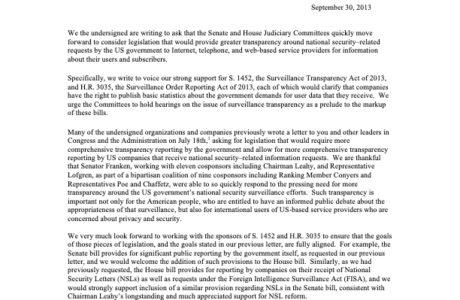 September 30, 2013
We the undersigned are writing to ask that the Senate and House Judiciary Committees quickly move
forward to consider legislation that would provide greater transparency around national security–related
requests by the US government to Internet, telephone, and web-based service providers for information
about their users and subscribers.
Specifically, we write to voice our strong support for S. 1452, the Surveillance Transparency Act of 2013,
and H.R. 3035, the Surveillance Order Reporting Act of 2013, each of which would clarify that companies
have the right to publish basic statistics about the government demands for user data that they receive. We
urge the Committees to hold hearings on the issue of surveillance transparency as a prelude to the markup
of these bills.
Many of the undersigned organizations and companies previously wrote a letter to you and other leaders in
Congress and the Administration on July 18th,¹ asking for legislation that would require more
comprehensive transparency reporting by the government and allow for more comprehensive transparency
reporting by US companies that receive national security–related information requests. We are thankful
that Senator Franken, working with eleven cosponsors including Chairman Leahy, and Representative
Lofgren, as part of a bipartisan coalition of nine cosponsors including Ranking Member Conyers and
Representatives Poe and Chaffetz, were able to so quickly respond to the pressing need for more
transparency around the US government's national security surveillance efforts. Such transparency is
important not only for the American people, who are entitled to have an informed public debate about the
appropriateness of that surveillance, but also for international users of US-based service providers who are
concerned about privacy and security.
We very much look forward to working with the sponsors of S. 1452 and H.R. 3035 to ensure that the goals
of those pieces of legislation, and the goals stated in our previous letter, are fully aligned. For example, the
Senate bill provides for significant public reporting by the government itself, as requested in our previous
letter, and we would welcome the addition of such provisions to the House Bill. Similarly, as we had
previously requested, the House bill provides for reporting by companies on their receipt of National
Security Letters (NSLs) as well as requests under the Foreign Intelligence Surveillance Act (FISA), and we
would strongly support inclusion of a similar provision regarding NSLs in the Senate bill, consistent with
Chairman Leahy's longstanding and much appreciated support for NSL reform.